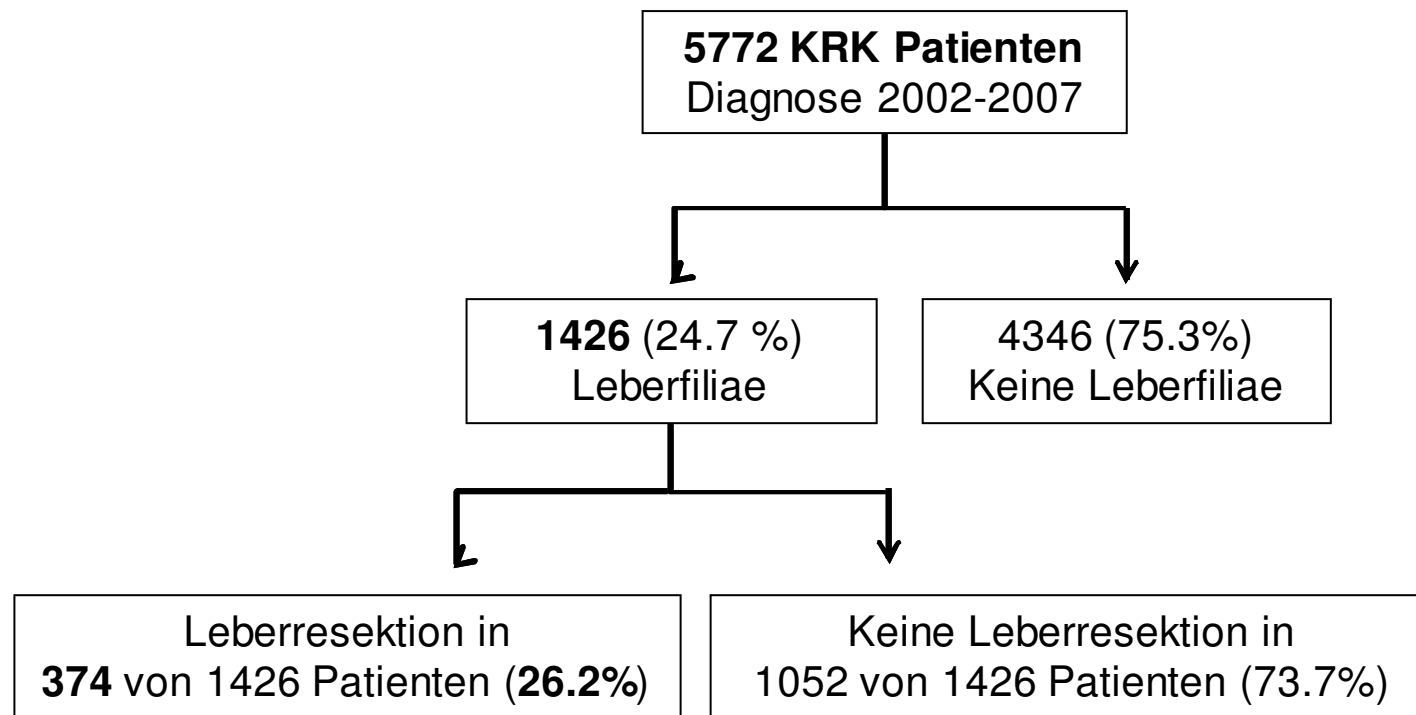 5772 KRK Patienten
Diagnose 2002-2007
1426 (24.7 %)
Leberfiliae
4346 (75.3%)
Keine Leberfiliae
Leberresektion in
374 von 1426 Patienten (26.2%)
Keine Leberresektion in
1052 von 1426 Patienten (73.7%)